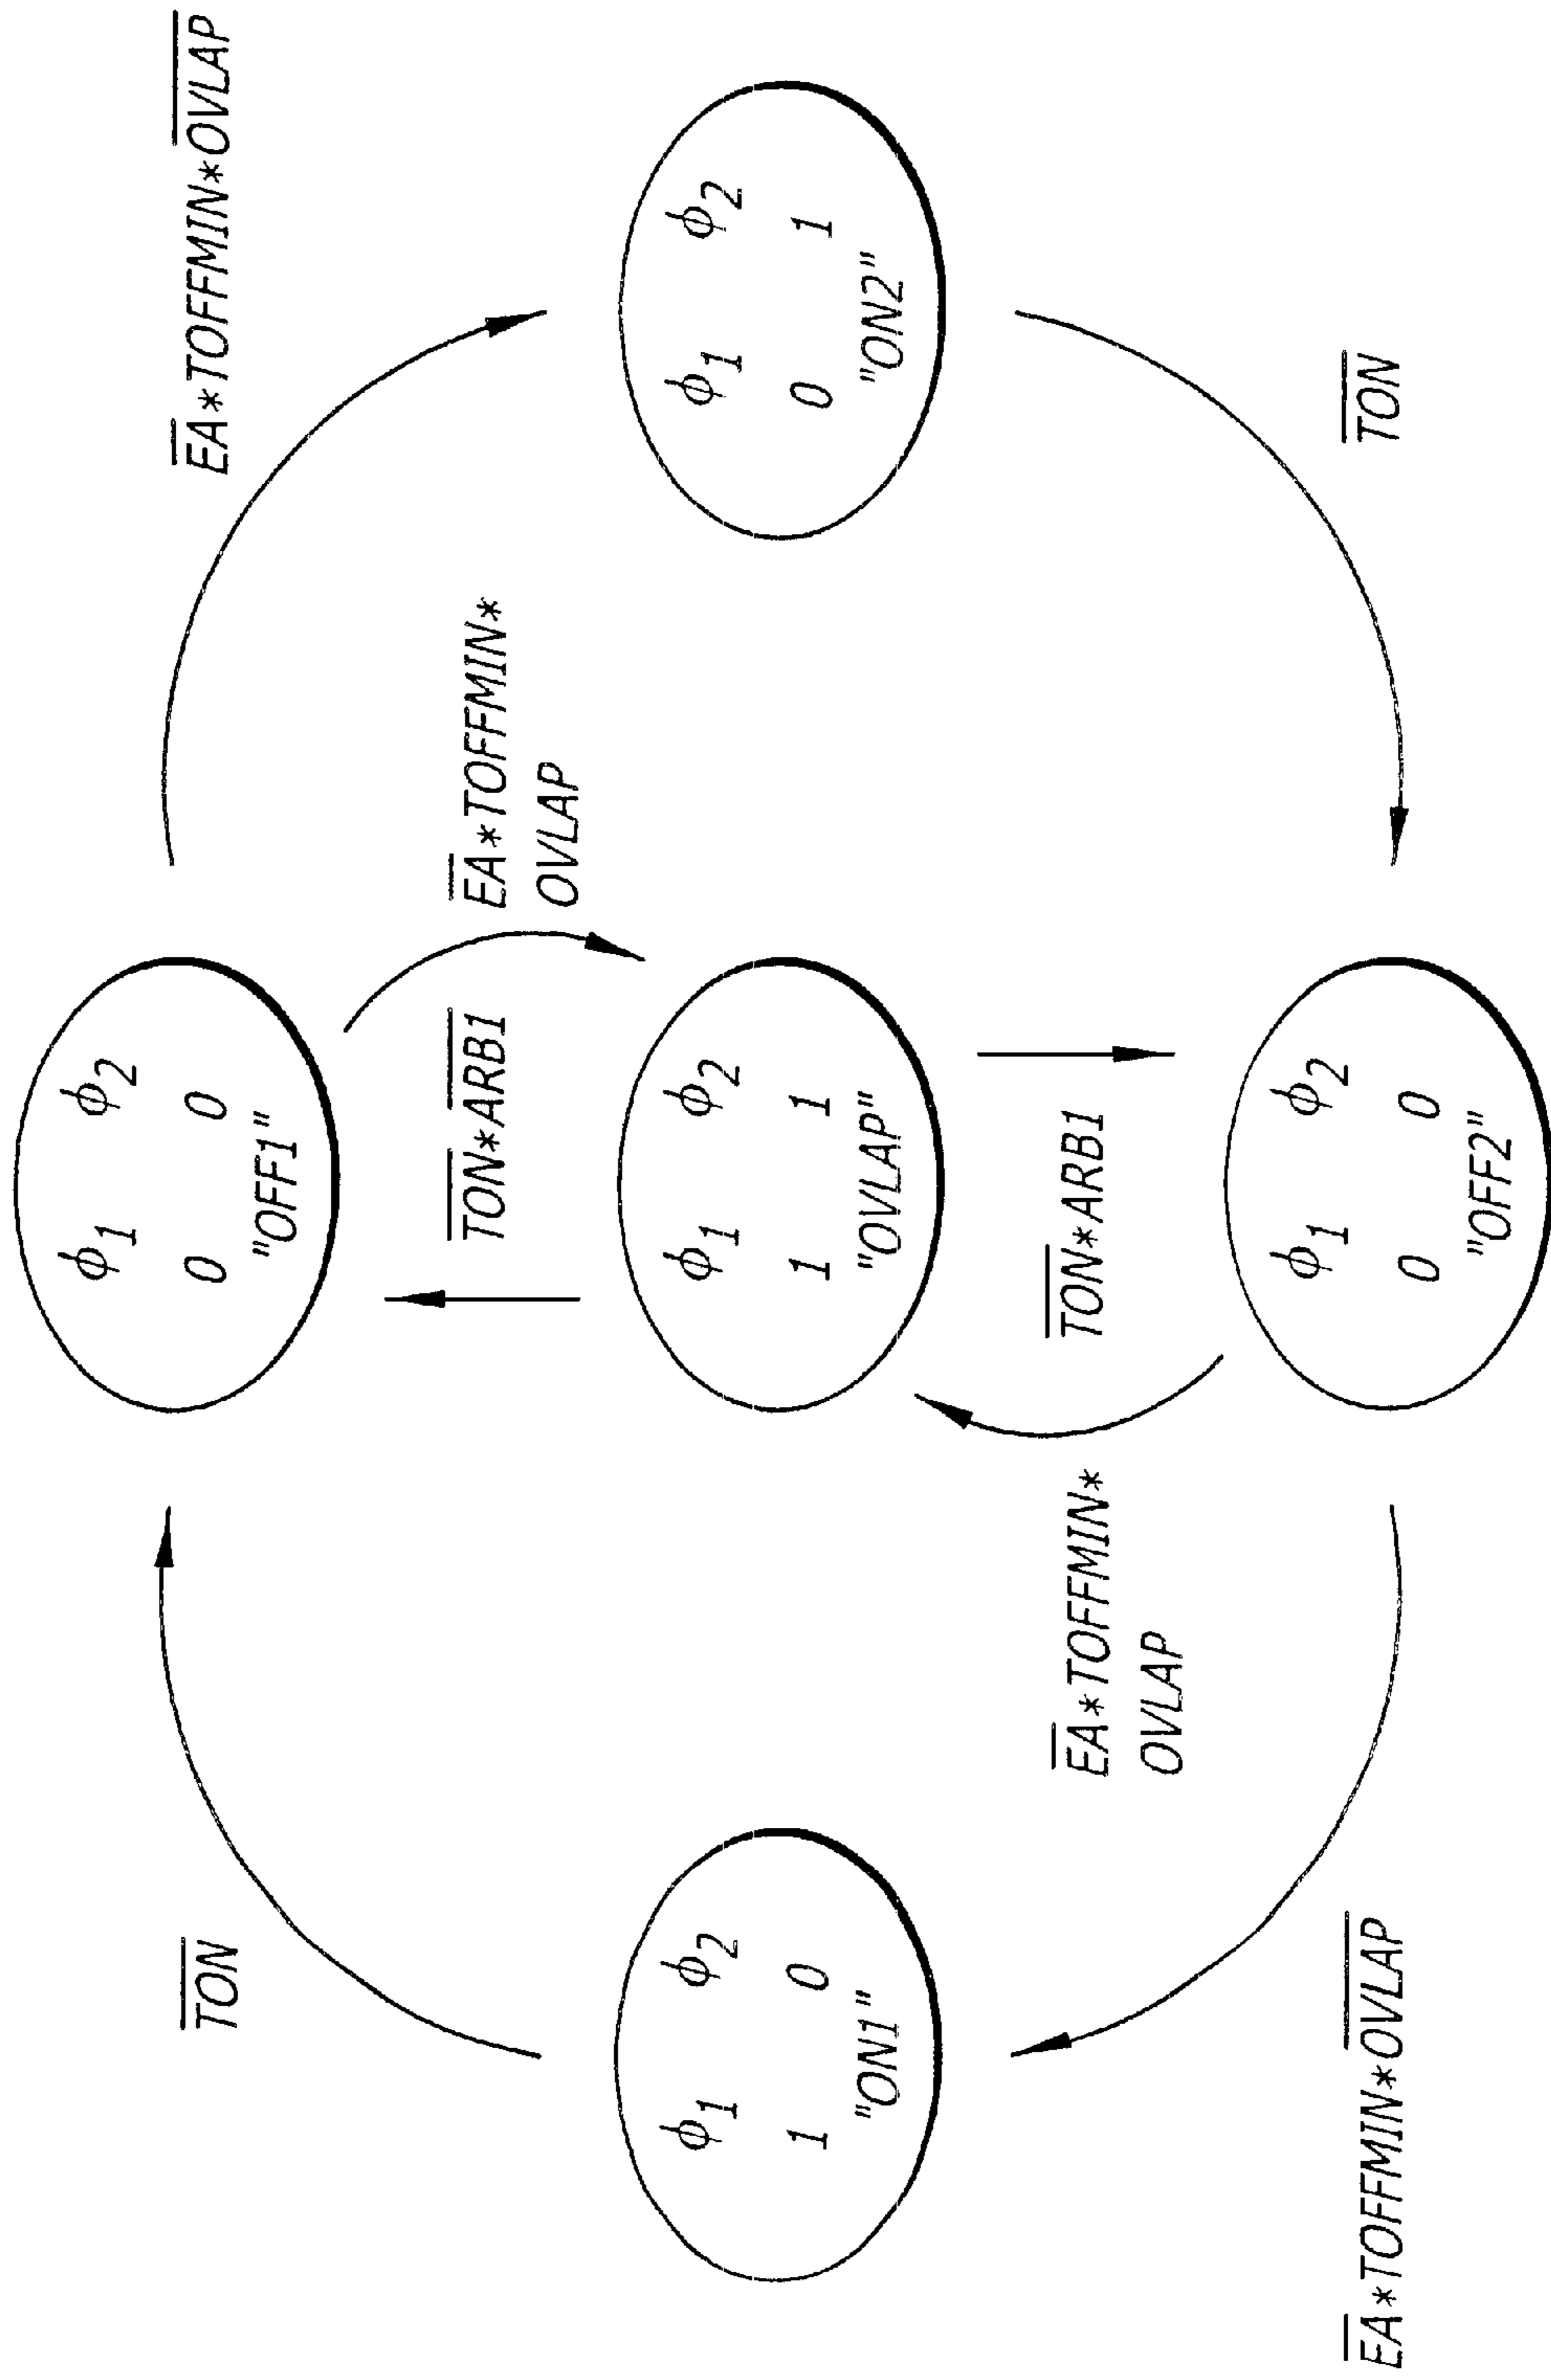 ϕ1 ϕ2
0 0
"OFF1"
TON
EA*TOFFMIN*OVLAP
TON*ARB1
EA*TOFFMIN*
OVLAP
ϕ1 ϕ2
1 0
"ON1"
ϕ1 ϕ2
1 1
"OVLAP"
ϕ1 ϕ2
0 1
"ON2"
EA*TOFFMIN*
OVLAP
TON*ARB1
ϕ1 ϕ2
0 0
"OFF2"
EA*TOFFMIN*OVLAP
TON